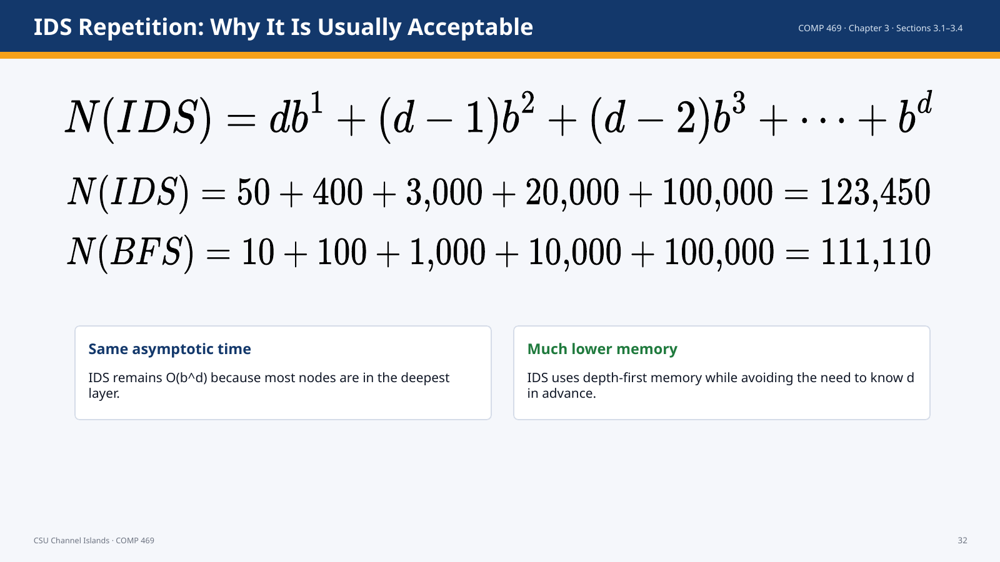 IDS Repetition: Why It Is Usually Acceptable
COMP 469 · Chapter 3 · Sections 3.1–3.4
N(IDS) = db^1 + (d − 1)b^2 + (d − 2)b^3 + · · · + b^d
N(IDS) = 50 + 400 + 3,000 + 20,000 + 100,000 = 123,450
N(BFS) = 10 + 100 + 1,000 + 10,000 + 100,000 = 111,110
Same asymptotic time
IDS remains O(b^d) because most nodes are in the deepest
layer.
Much lower memory
IDS uses depth-first memory while avoiding the need to know d
in advance.
CSU Channel Islands · COMP 469
32